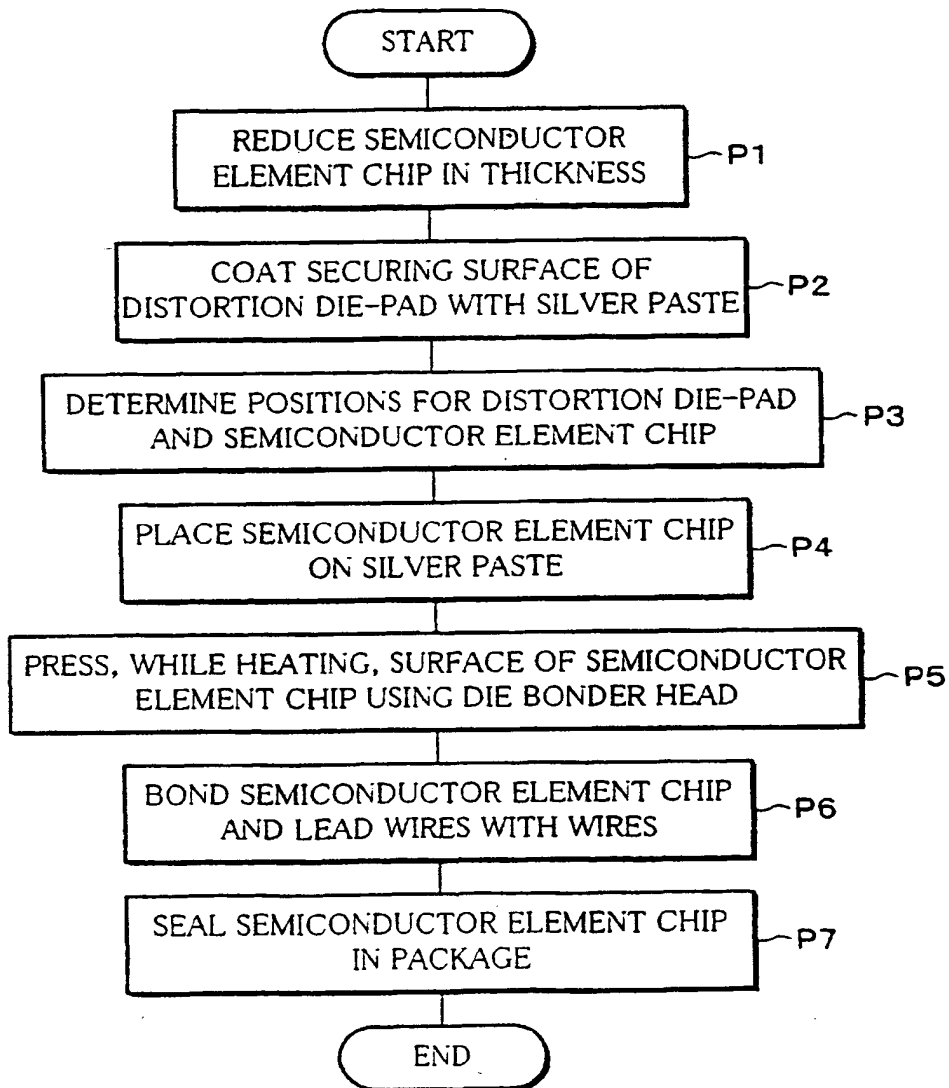 START
REDUCE SEMICONDUCTOR
ELEMENT CHIP IN THICKNESS
P1
COAT SECURING SURFACE OF
DISTORTION DIE-PAD WITH SILVER PASTE
P2
DETERMINE POSITIONS FOR DISTORTION DIE-PAD
AND SEMICONDUCTOR ELEMENT CHIP
P3
PLACE SEMICONDUCTOR ELEMENT CHIP
ON SILVER PASTE
P4
PRESS, WHILE HEATING, SURFACE OF SEMICONDUCTOR
ELEMENT CHIP USING DIE BONDER HEAD
P5
BOND SEMICONDUCTOR ELEMENT CHIP
AND LEAD WIRES WITH WIRES
P6
SEAL SEMICONDUCTOR ELEMENT CHIP
IN PACKAGE
P7
END